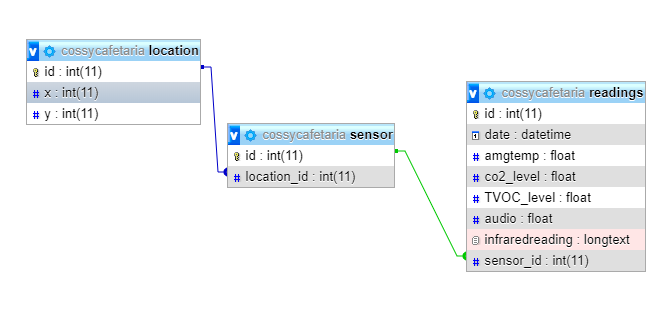 v cossycafetaria location
id : int(11)
# x : int(11)
# y : int(11)
v cossycafetaria sensor
id : int(11)
# location_id : int(11)
v cossycafetaria readings
id : int(11)
date : datetime
# amgtemp : float
# co2_level : float
# TVOC_level : float
# audio : float
infraredreading : longtext
# sensor_id : int(11)